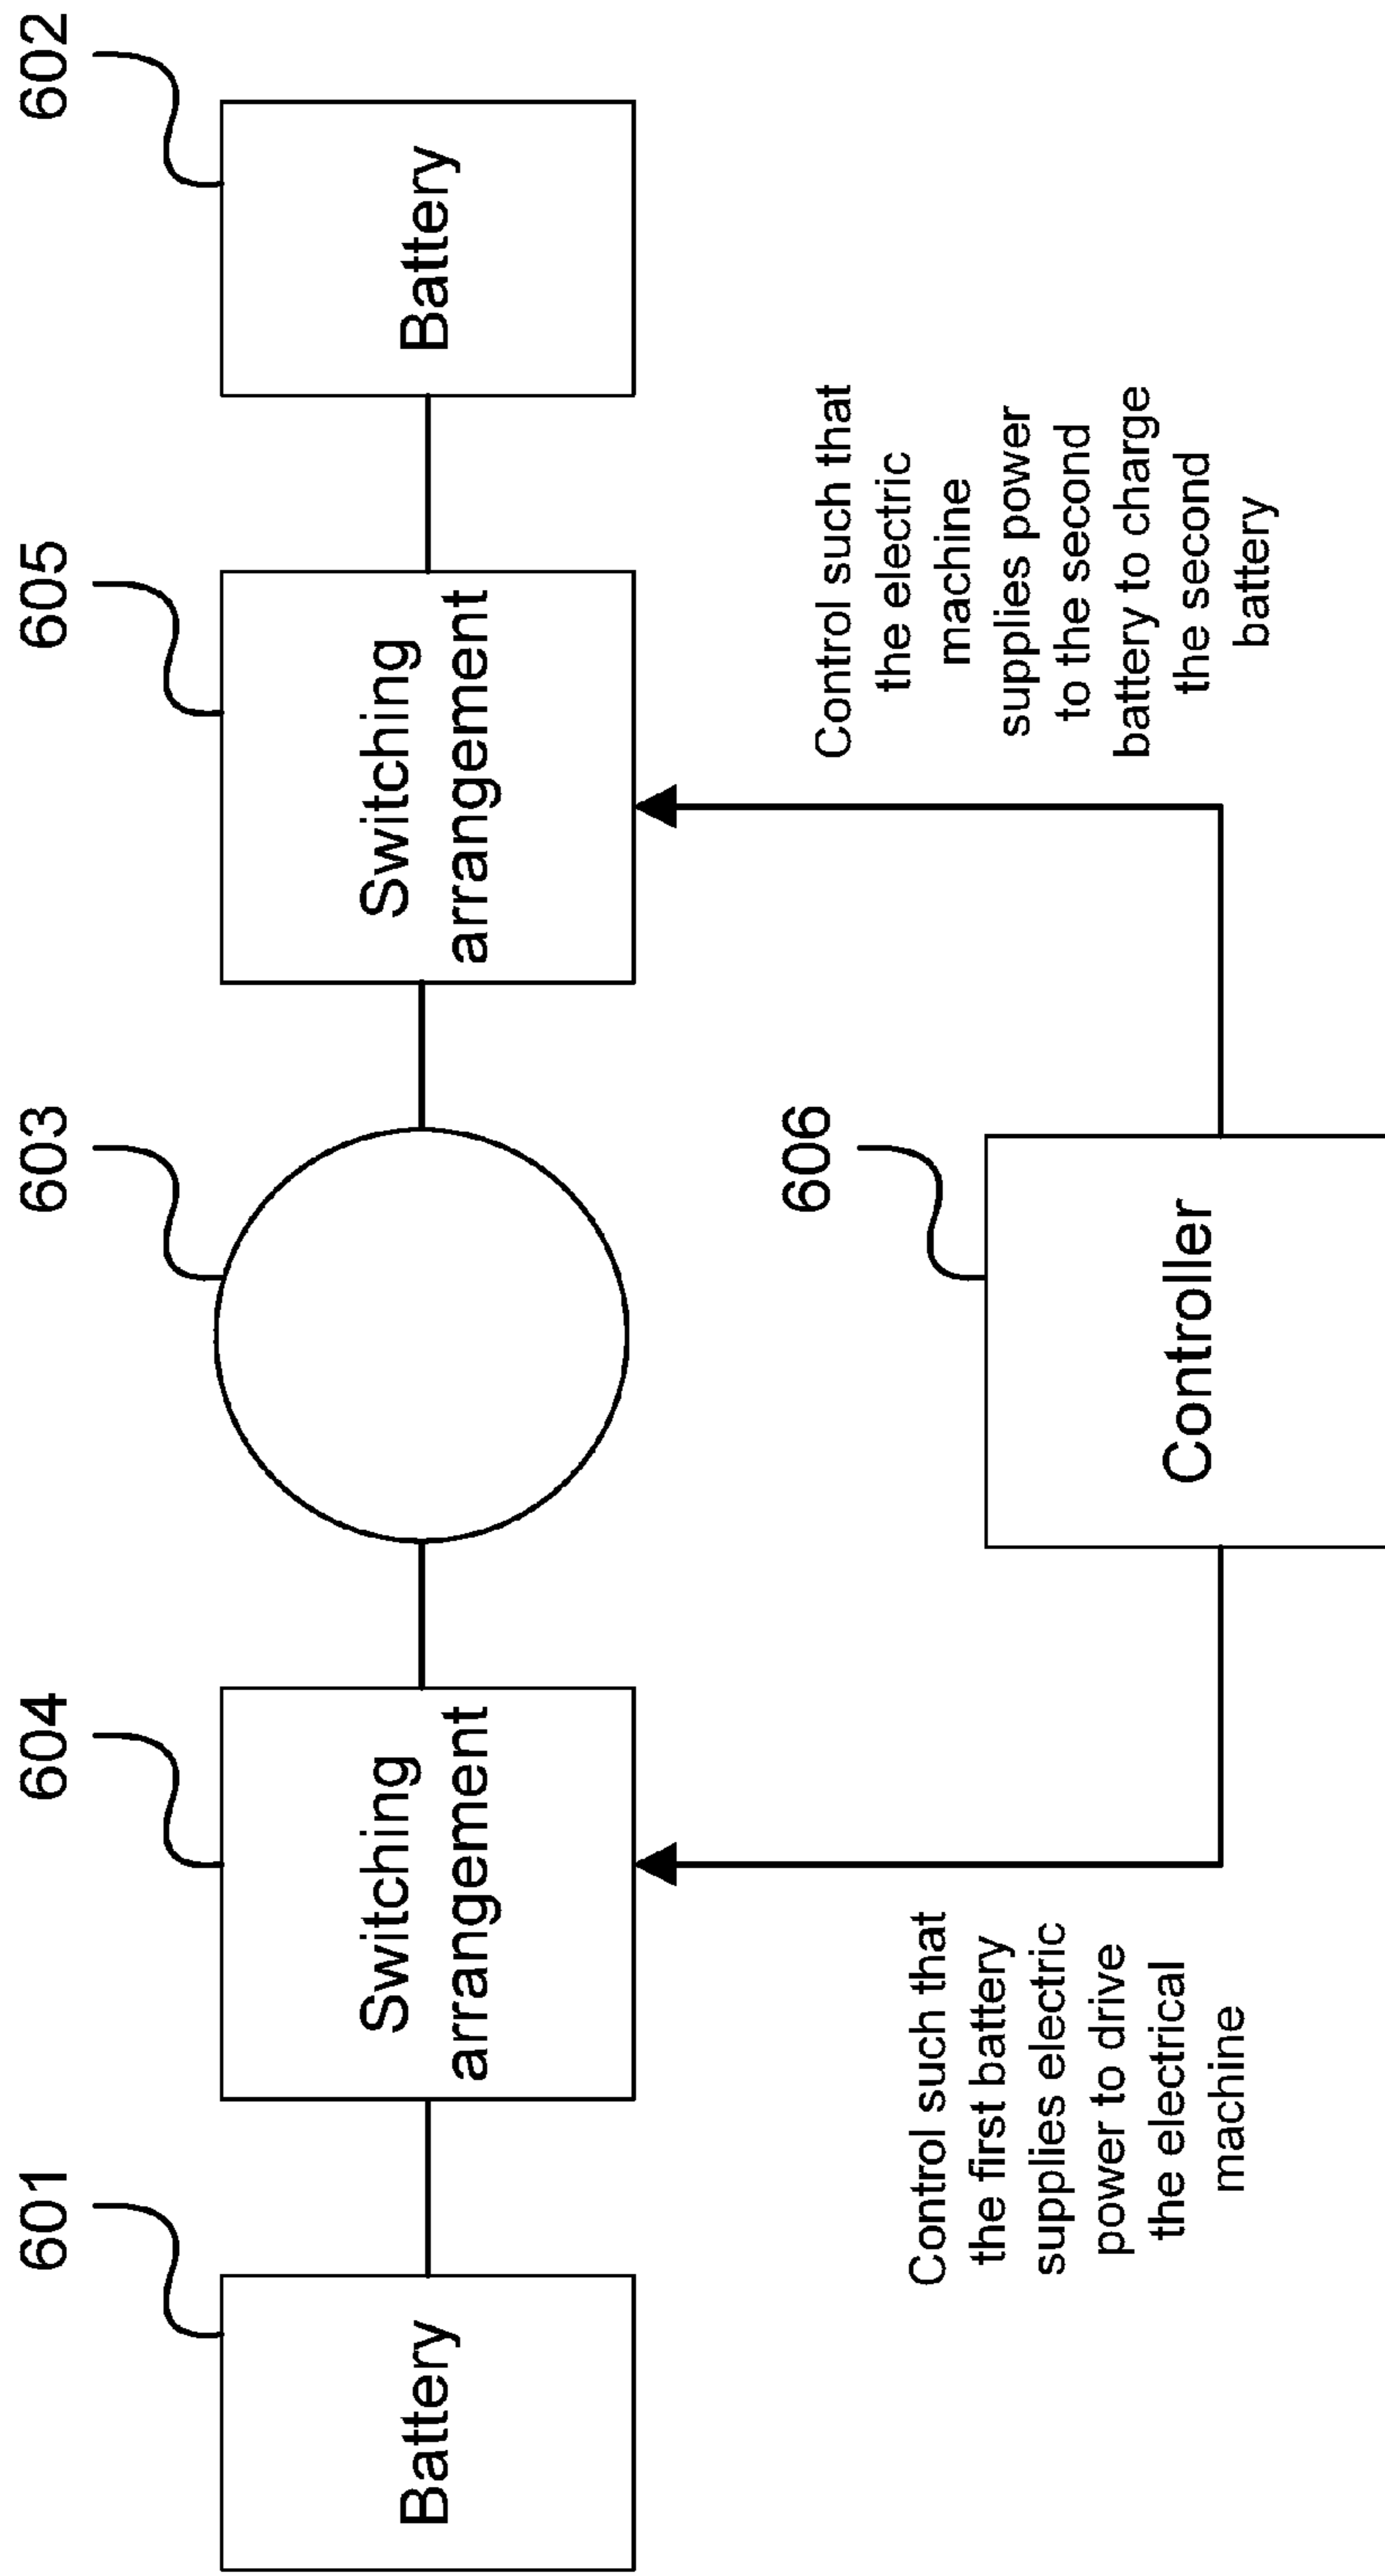 601
604
603
605
602
Battery
Switching
arrangement
Switching
arrangement
Battery
606
Controller
Control such that
the first battery
supplies electric
power to drive
the electrical
machine
Control such that
the electric
machine
supplies power
to the second
battery to charge
the second
battery